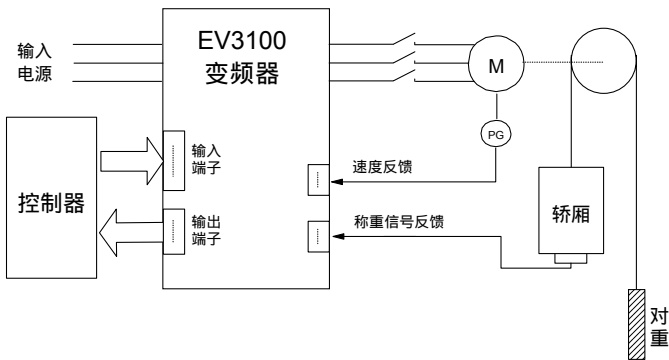 EV3100
变频器
输入
电源
M
PG
控制器
输入
端子
输出
端子
速度反馈
称重信号反馈
轿厢
对
重